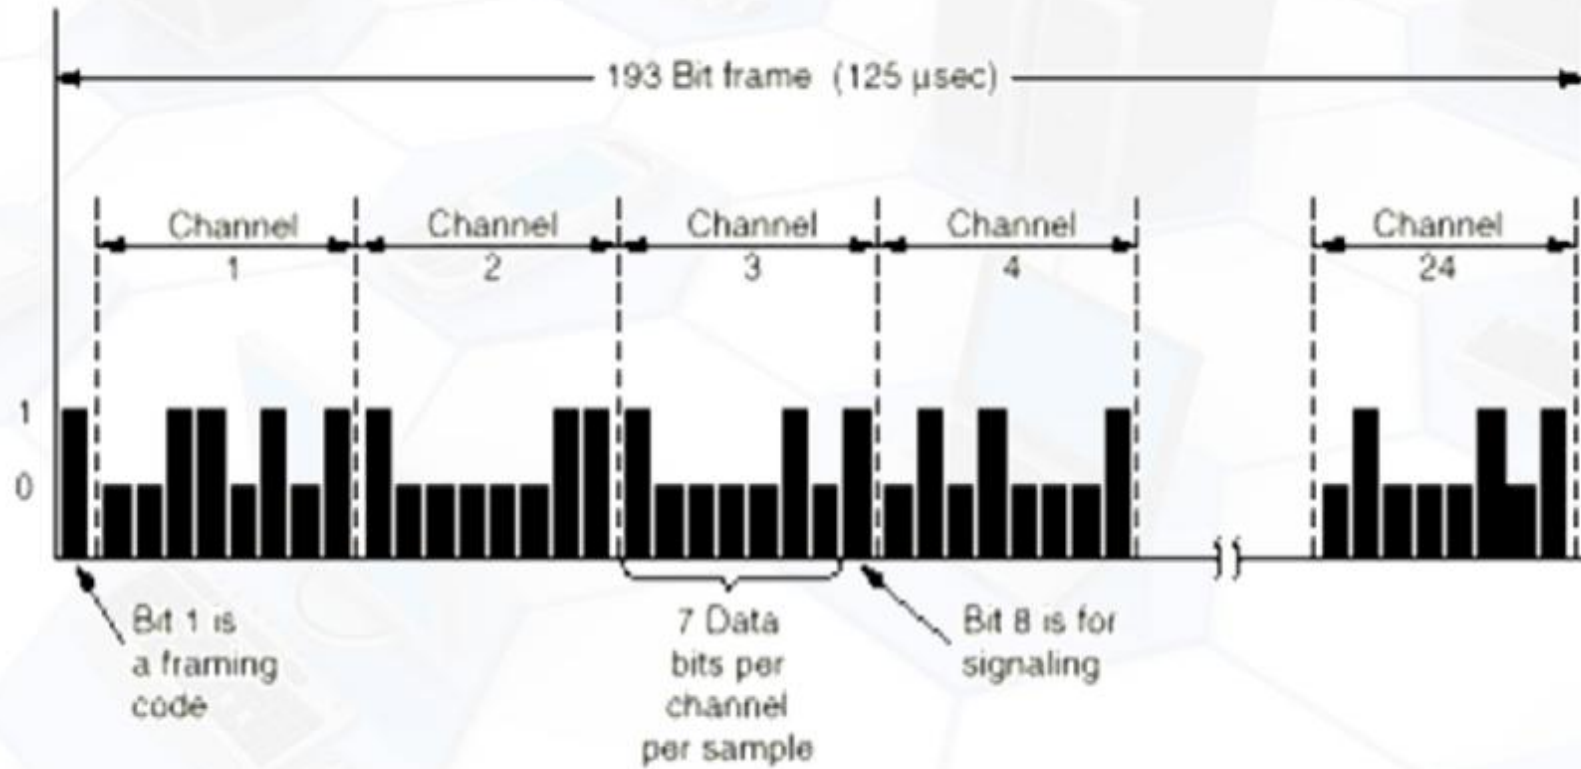 193 Bit frame (125 µsec)
Channel
1
Channel
2
Channel
3
Channel
4
Channel
24
1
0
Bit 1 is
a framing
code
7 Data
bits per
channel
per sample
Bit 8 is for
signaling